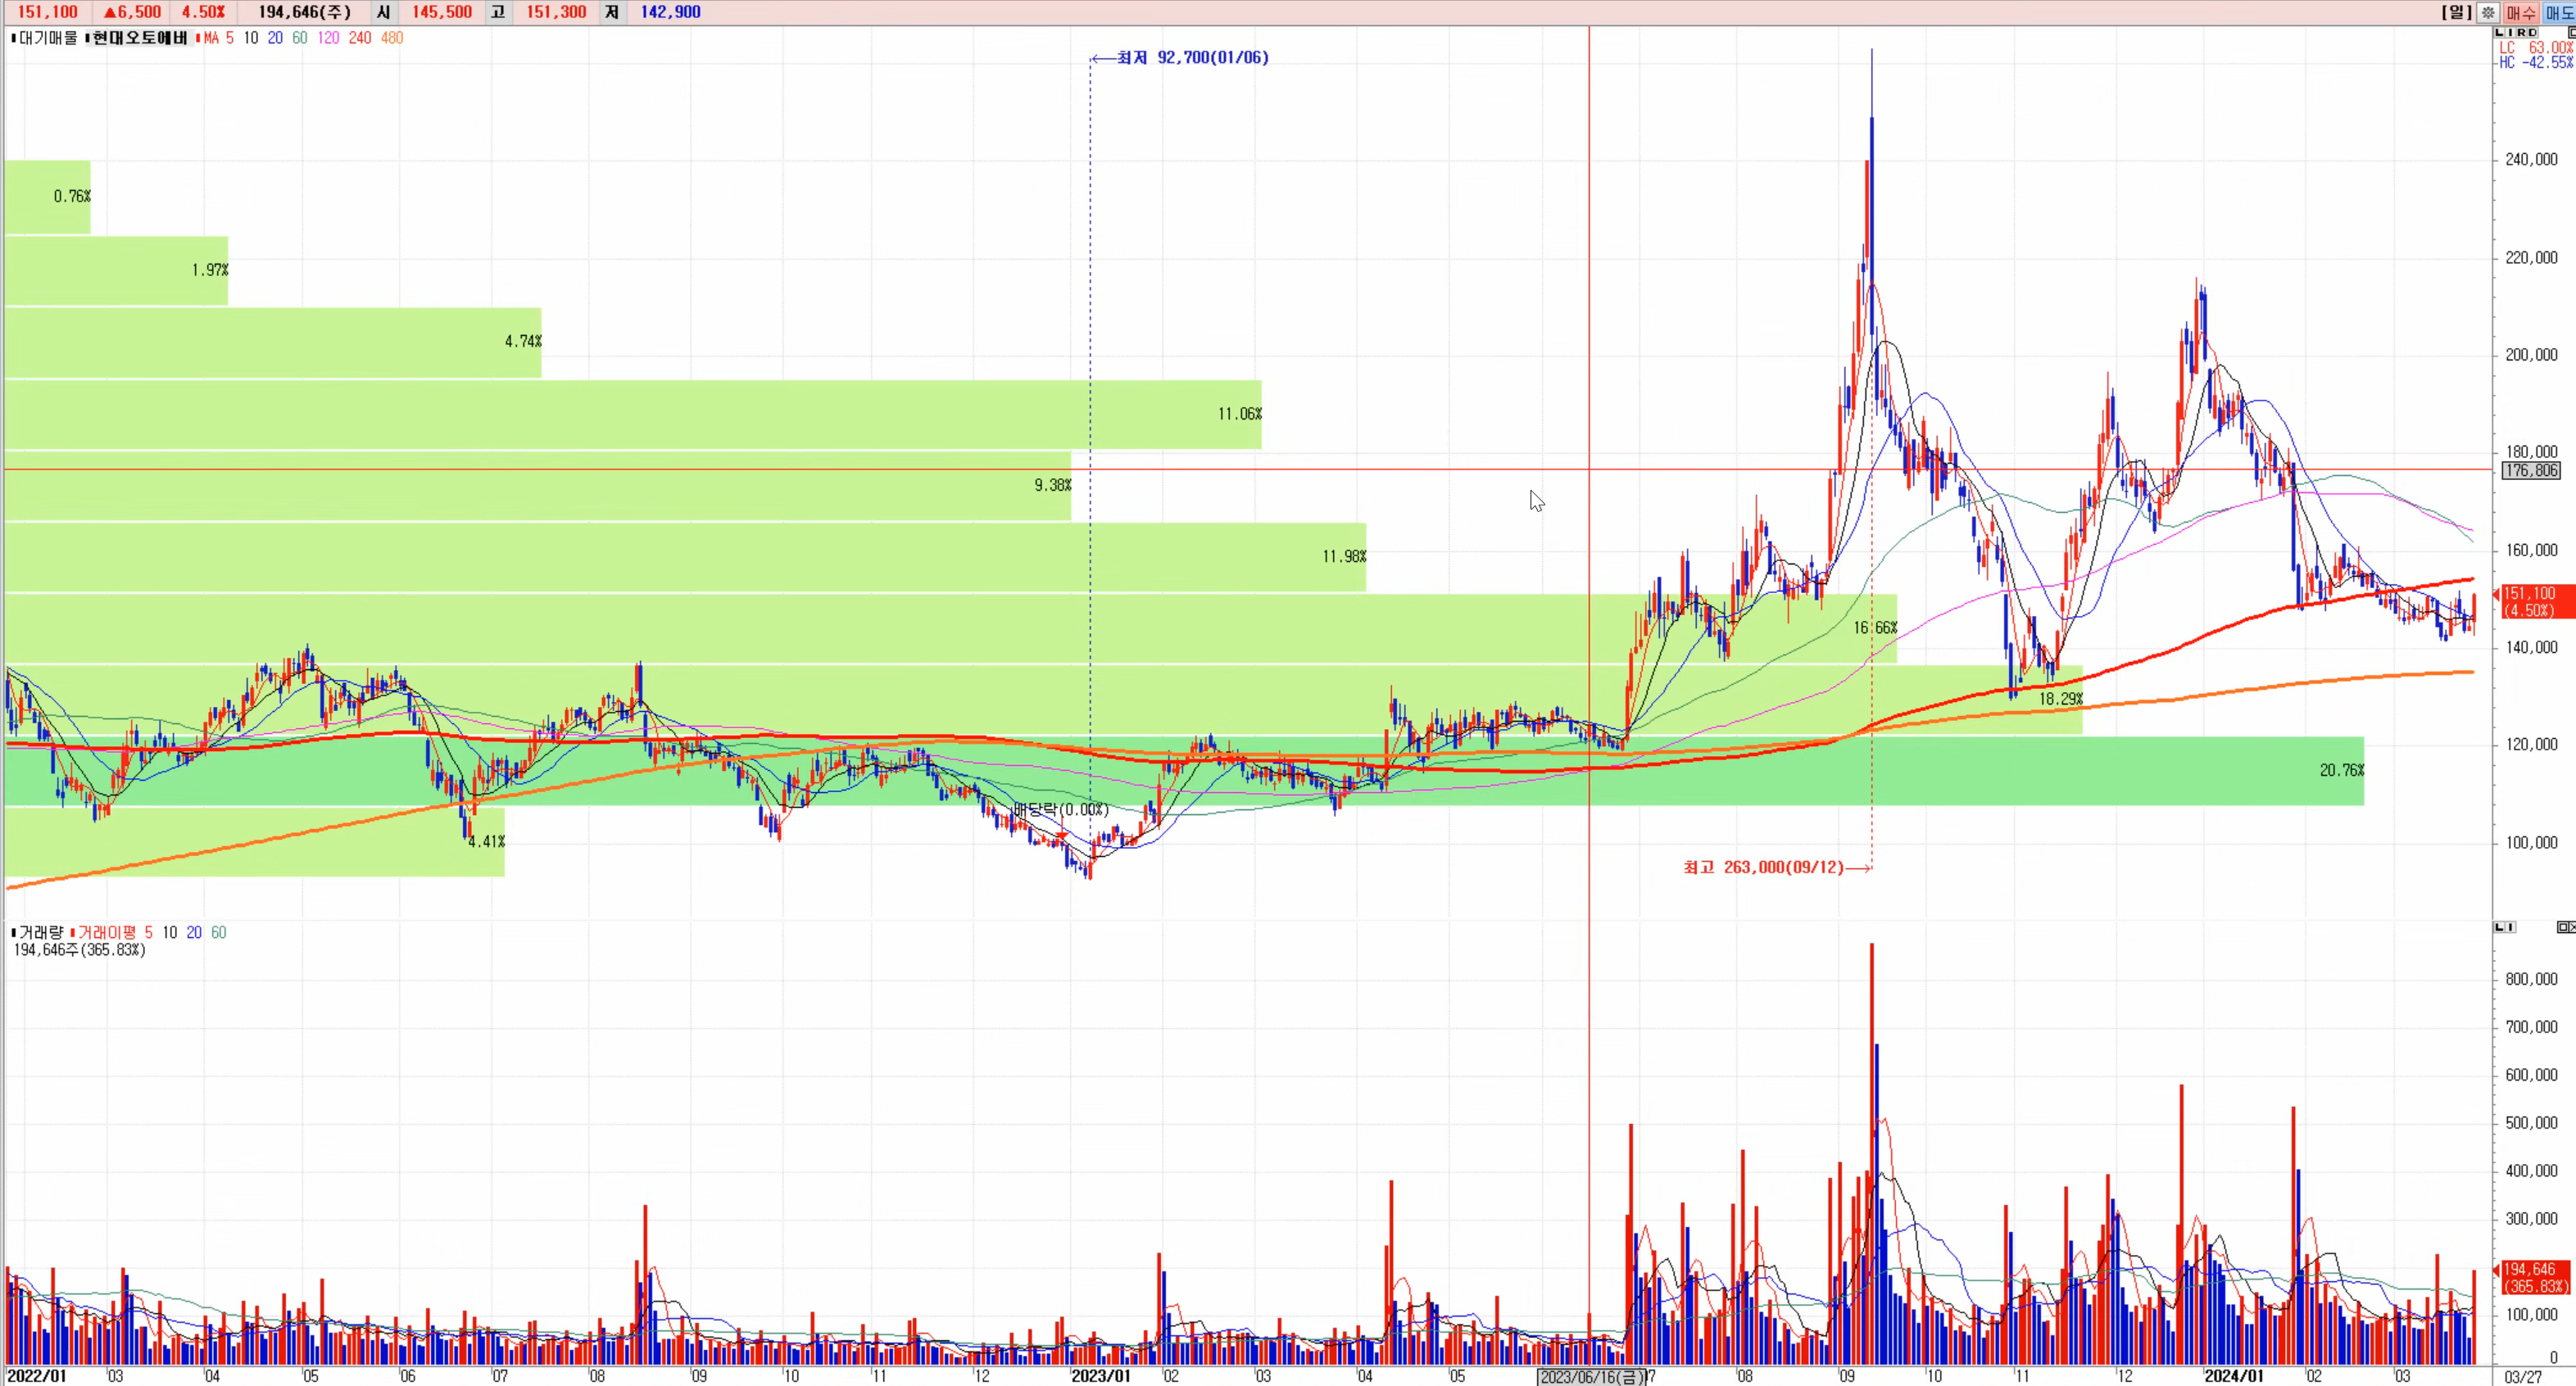 151,100 ▲6,500 4.50% 194,646(주) 시 145,500 고 151,300 저 142,900 [일] 매수 매도
대기매물 현대오토에버 MA 5 10 20 60 120 240 480
L I R D
LC 63.00%
HC -42.55%
←최저 92,700(01/06)
240,000
0.76%
220,000
1.97%
200,000
4.74%
11.06%
180,000
176,806
9.38%
160,000
11.98%
151,100
(4.50%)
16.66%
140,000
18.29%
120,000
20.76%
배당락(0.00%)
100,000
4.41%
최고 263,000(09/12)→
거래량 거래이평 5 10 20 60
L I
194,646주(365.83%)
800,000
700,000
600,000
500,000
400,000
300,000
194,646
(365.83%)
100,000
0
2022/01 03 04 05 06 07 08 09 10 11 12 2023/01 02 03 04 05 2023/06/16(금) 07 08 09 10 11 12 2024/01 02 03 03/27